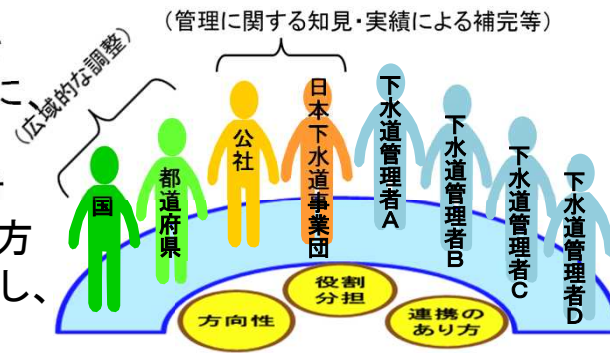 （管理に関する知見・実績による補完等）
（広域的な調整）
に、
方
し、
国
都道府県
公社
日本下水道事業団
下水道管理者A
下水道管理者B
下水道管理者C
下水道管理者D
方向性
役割
分担
連携の
あり方